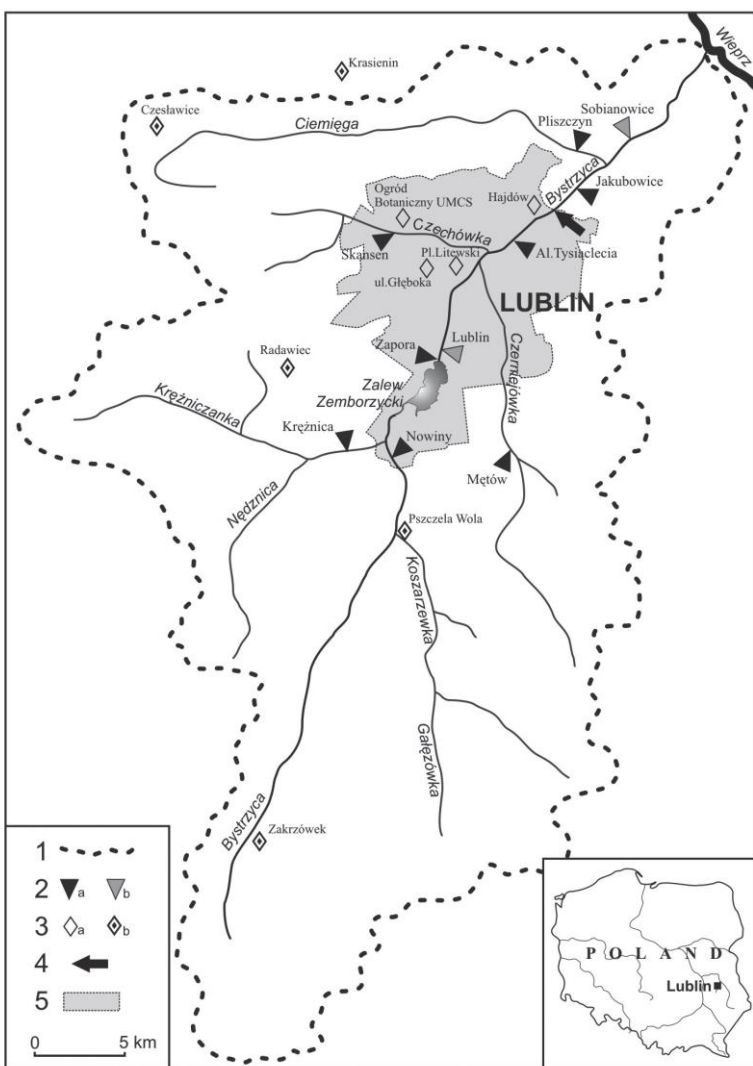 Wieprz
Krasienin
Czesławice
Ciemięga
Pliszczyn
Sobianowice
Bystrzyca
Jakubowice
Ogród
Botaniczny UMCS
Hajdów
Czechówka
Skansen
Pl.Litewski
ul.Głęboka
Al.Tysiąclecia
LUBLIN
Zapora
Lublin
Czerniejówka
Radawiec
Zalew
Zemborzycki
Krężniczanka
Krężnica
Nowiny
Mętów
Nędznica
Pszczela Wola
Koszarzewka
Gałęzówka
Bystrzyca
Zakrzówek
1
2 a b
3 a b
4
5
0 5 km
POLAND
Lublin